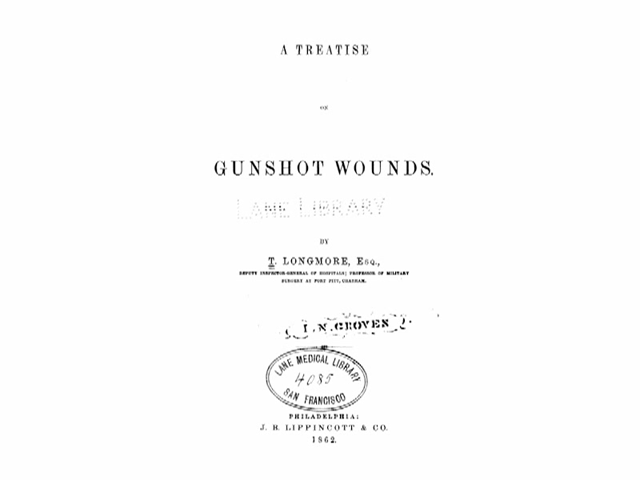 A TREATISE
ON
GUNSHOT WOUNDS.
LANE LIBRARY
BY
T. LONGMORE, ESQ.,
DEPUTY INSPECTOR-GENERAL OF HOSPITALS; PROFESSOR OF MILITARY
SURGERY AT FORT PITT, CHATHAM.
LANE MEDICAL LIBRARY
4085
SAN FRANCISCO
PHILADELPHIA:
J. B. LIPPINCOTT & CO.
1862.